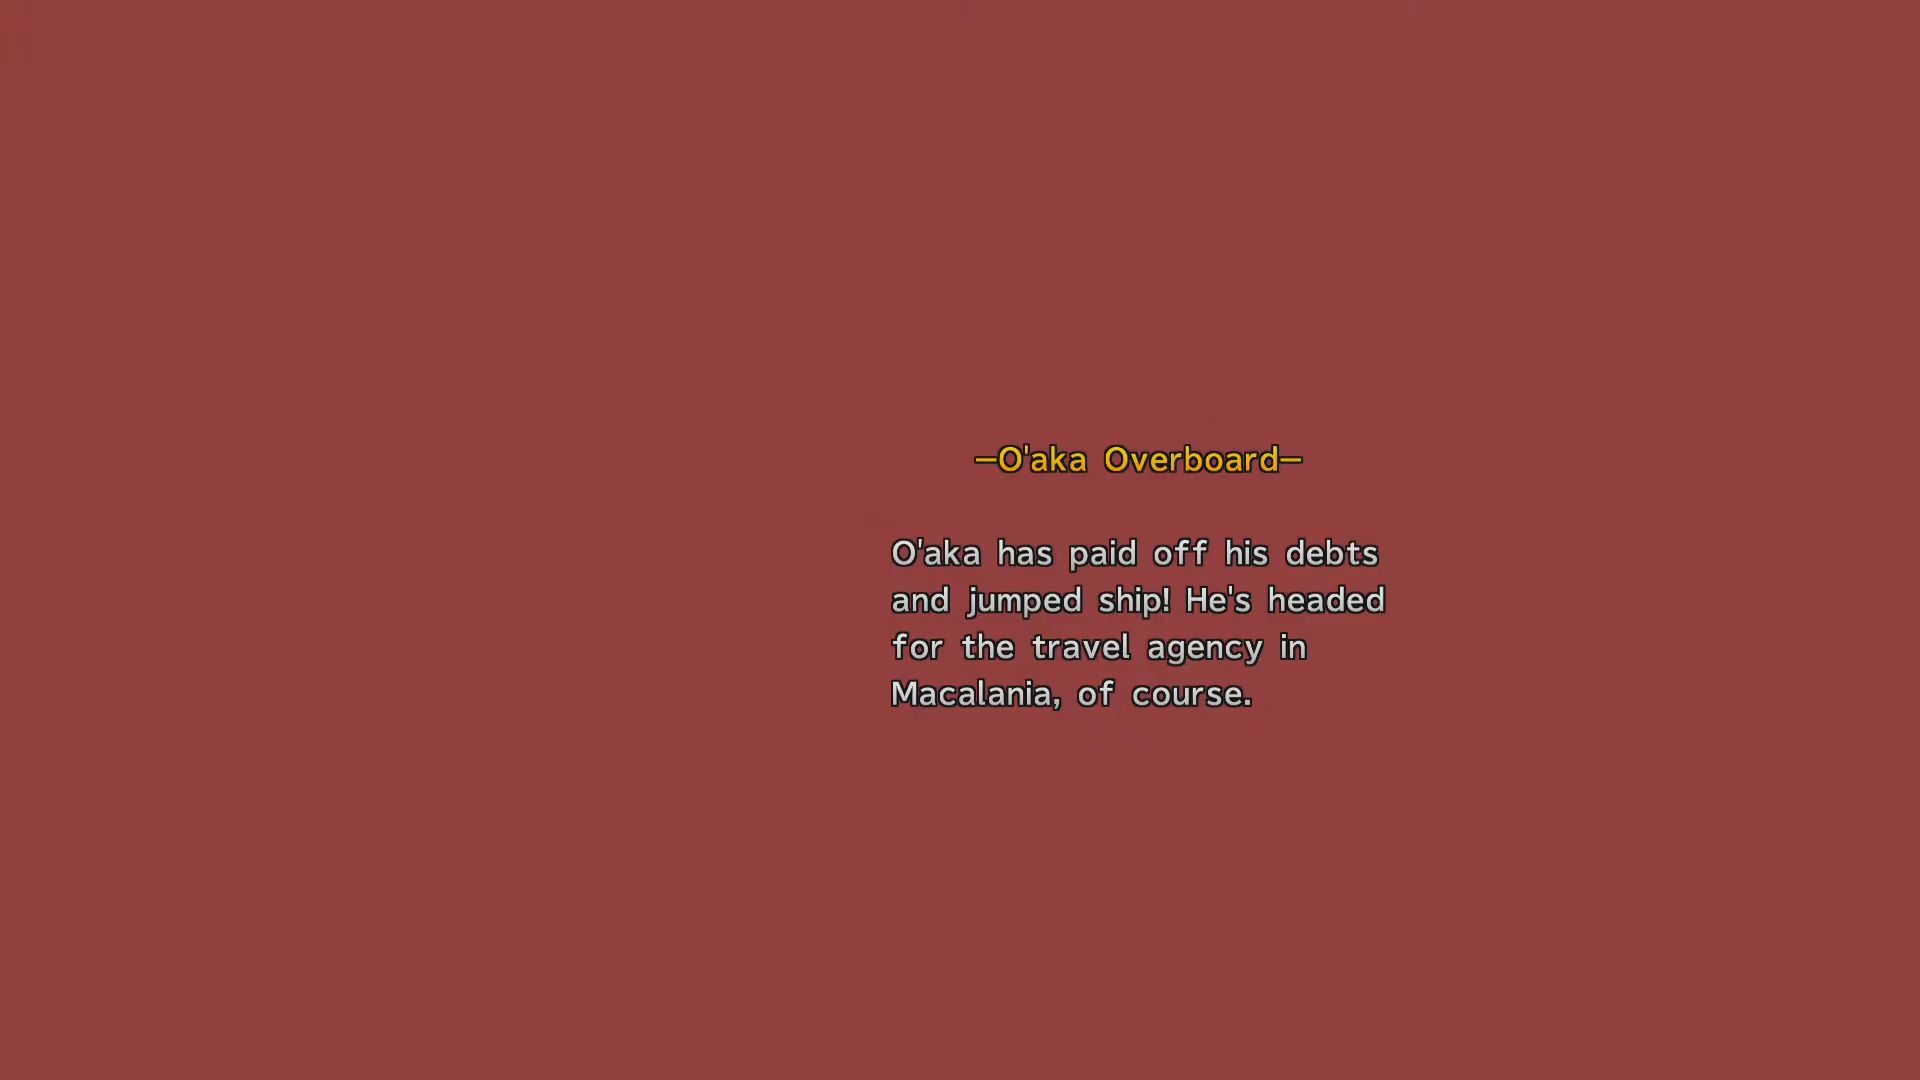 —O'aka Overboard—
O'aka has paid off his debts
and jumped ship! He's headed
for the travel agency in
Macalania, of course.